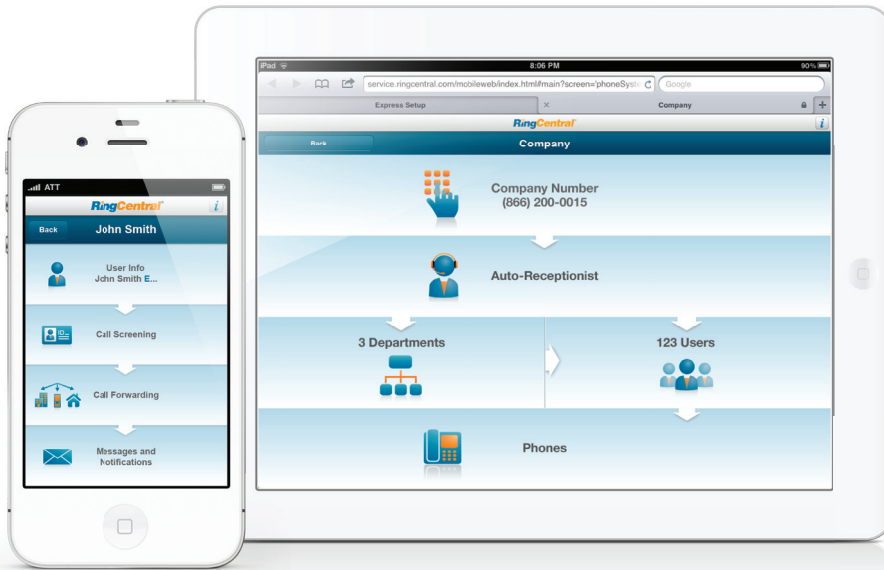 ATT
RingCentral
i
Back
John Smith
User Info
John Smith E...
ID
Call Screening
Call Forwarding
Messages and
Notifications
iPad
8:06 PM
90%
service.ringcentral.com/mobileweb/index.html#main?screen='phoneSyste
Google
Express Setup
Company
RingCentral
i
Back
Company
Company Number
(866) 200-0015
Auto-Receptionist
3 Departments
123 Users
Phones